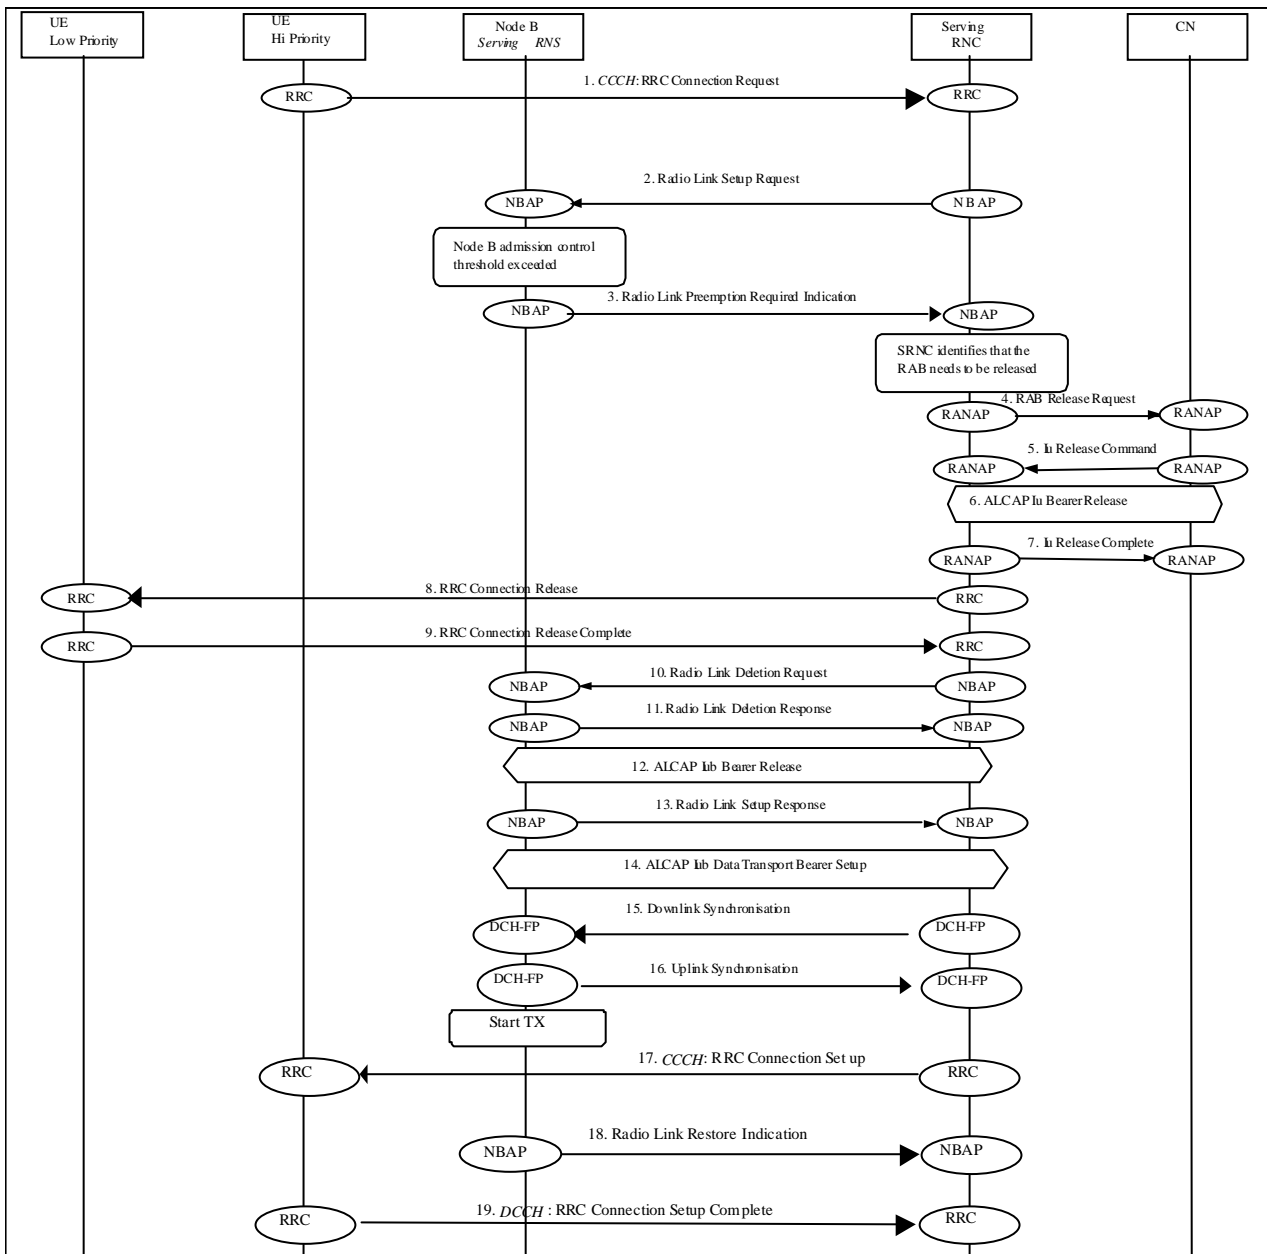 UE
Low Priority
UE
Hi Priority
Node B
Serving RNS
Serving
RNC
CN
1. CCCH: RRC Connection Request
RRC
RRC
2. Radio Link Setup Request
NBAP
NBAP
Node B admission control
threshold exceeded
3. Radio Link Preemption Required Indication
NBAP
NBAP
SRNC identifies that the
RAB needs to be released
4. RAB Release Request
RANAP
RANAP
5. Iu Release Command
RANAP
RANAP
6. ALCAP Iu Bearer Release
7. Iu Release Complete
RANAP
RANAP
8. RRC Connection Release
RRC
RRC
9. RRC Connection Release Complete
RRC
RRC
10. Radio Link Deletion Request
NBAP
NBAP
11. Radio Link Deletion Response
NBAP
NBAP
12. ALCAP Iub Bearer Release
13. Radio Link Setup Response
NBAP
NBAP
14. ALCAP Iub Data Transport Bearer Setup
15. Downlink Synchronisation
DCH-FP
DCH-FP
16. Uplink Synchronisation
DCH-FP
DCH-FP
Start TX
17. CCCH: RRC Connection Set up
RRC
RRC
18. Radio Link Restore Indication
NBAP
NBAP
19. DCCH : RRC Connection Setup Complete
RRC
RRC